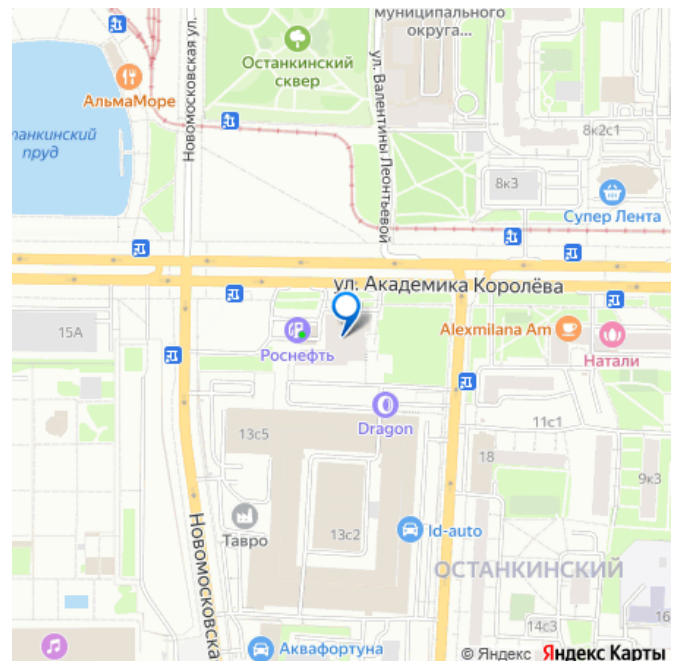 муниципального
округа...
Останкинский
сквер
АльмаМоре
Новомосковская ул.
ул. Валентины Леонтьевой
танкинский
пруд
8к2с1
8к3
Супер Лента
ул. Академика Королёва
15А
Роснефть
Alexmilana Am
Натали
Dragon
13с5
11с1
18
9к3
Тавро
13с2
Id-auto
Новомосковска
ОСТАНКИНСКИЙ
16
14с3
Аквафортуна
© Яндекс Яндекс Карты